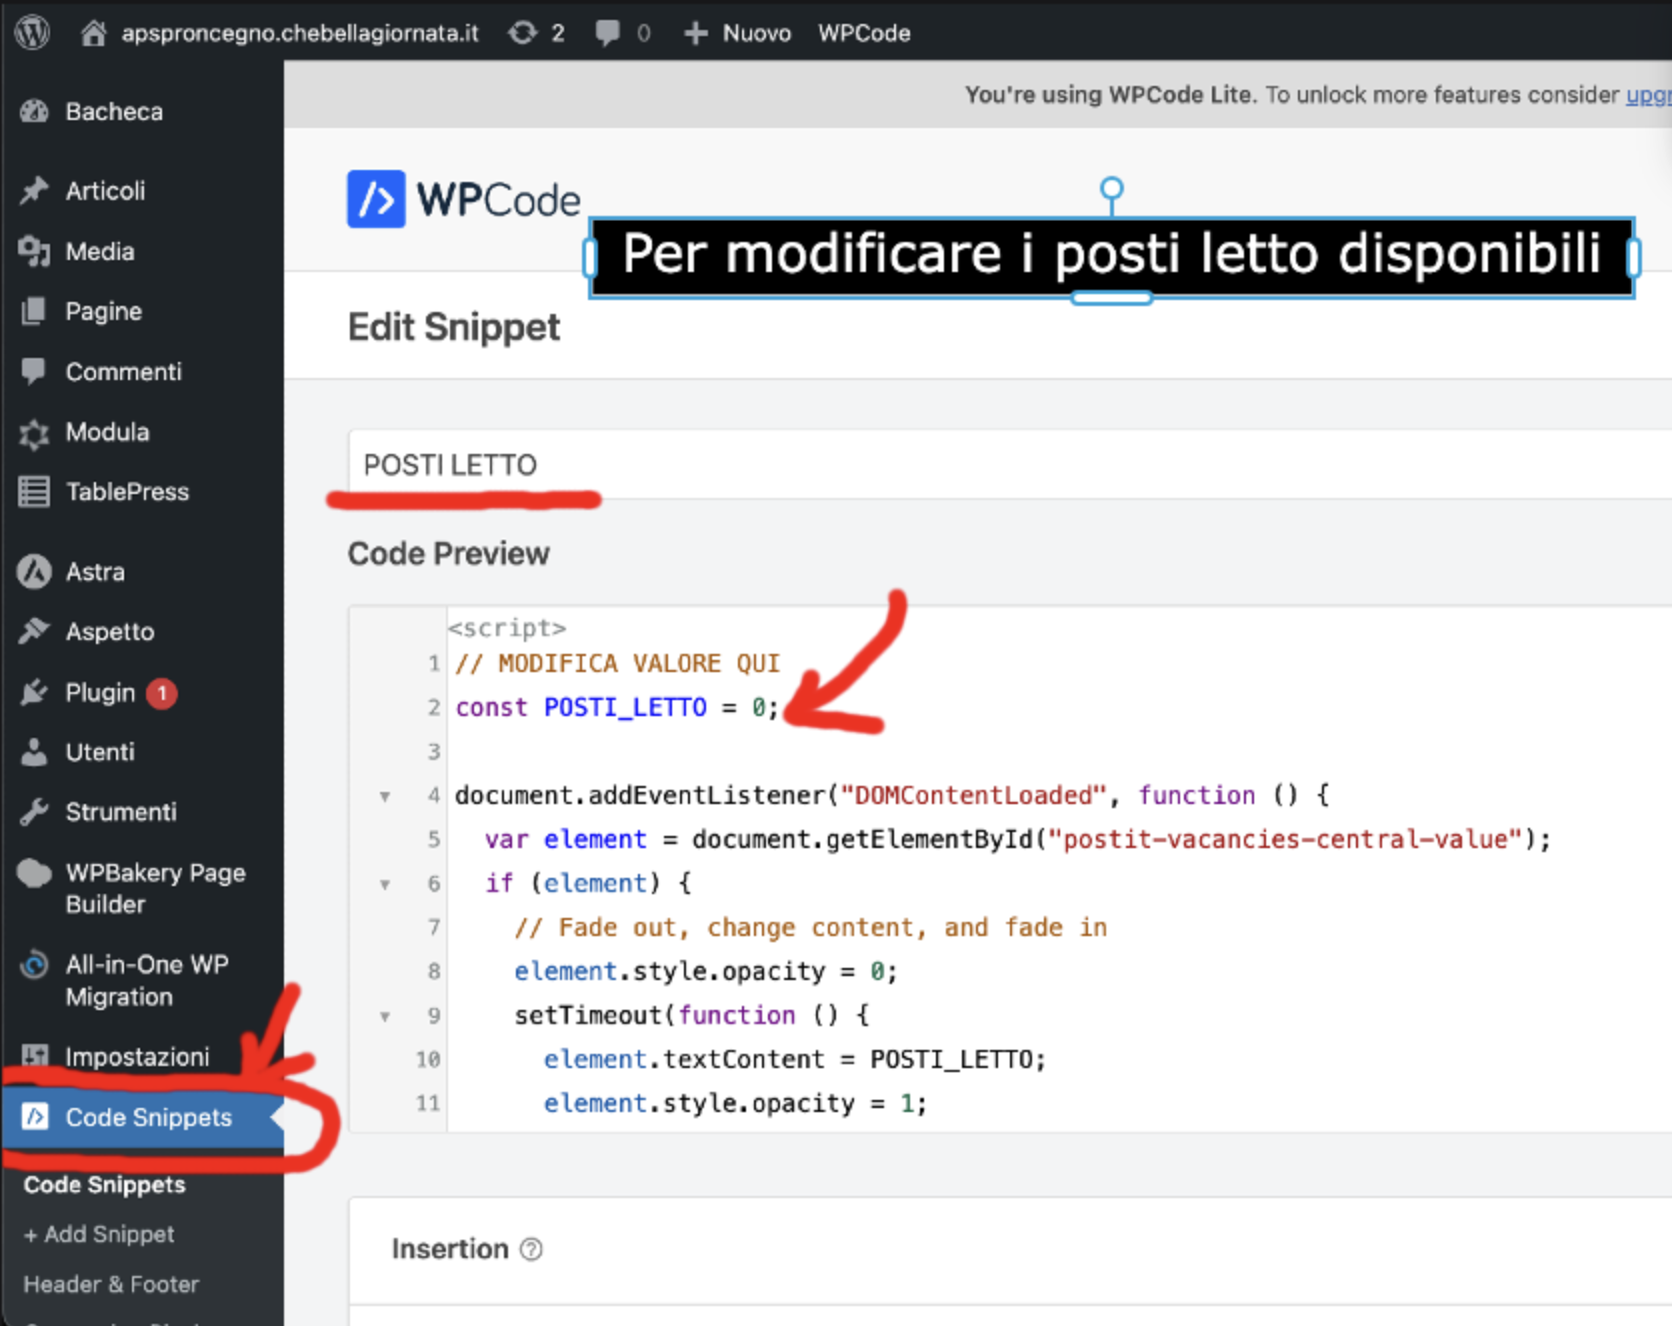 apsproncegno.chebellagiornata.it 2 0 + Nuovo WPCode
You're using WPCode Lite. To unlock more features consider upgr
Bacheca
Articoli
Media
Pagine
Commenti
Modula
TablePress
Astra
Aspetto
Plugin 1
Utenti
Strumenti
WPBakery Page
Builder
All-in-One WP
Migration
Impostazioni
Code Snippets
Code Snippets
+ Add Snippet
Header & Footer
WPCode
Per modificare i posti letto disponibili
Edit Snippet
POSTI LETTO
Code Preview
<script>
1 // MODIFICA VALORE QUI
2 const POSTI_LETTO = 0;
3
4 document.addEventListener("DOMContentLoaded", function () {
5 var element = document.getElementById("postit-vacancies-central-value");
6 if (element) {
7 // Fade out, change content, and fade in
8 element.style.opacity = 0;
9 setTimeout(function () {
10 element.textContent = POSTI_LETTO;
11 element.style.opacity = 1;
Insertion ?